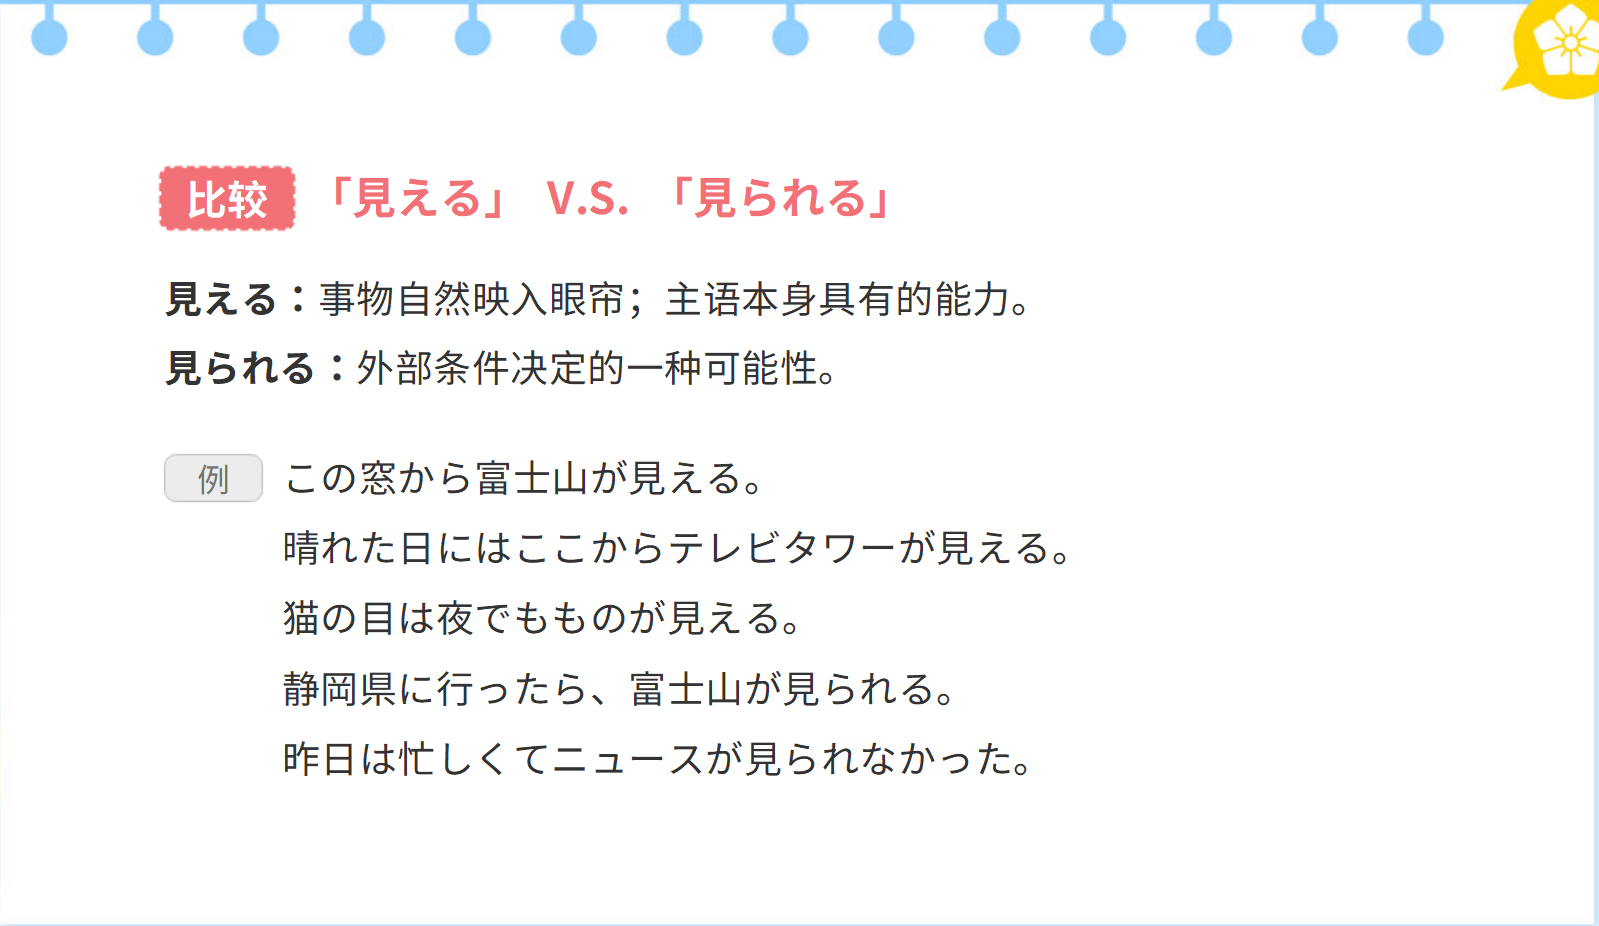 比较 「見える」 V.S. 「見られる」
見える：事物自然映入眼帘；主语本身具有的能力。
見られる：外部条件决定的一种可能性。
例 この窓から富士山が見える。
晴れた日にはここからテレビタワーが見える。
猫の目は夜でもものが見える。
静岡県に行ったら、富士山が見られる。
昨日は忙しくてニュースが見られなかった。